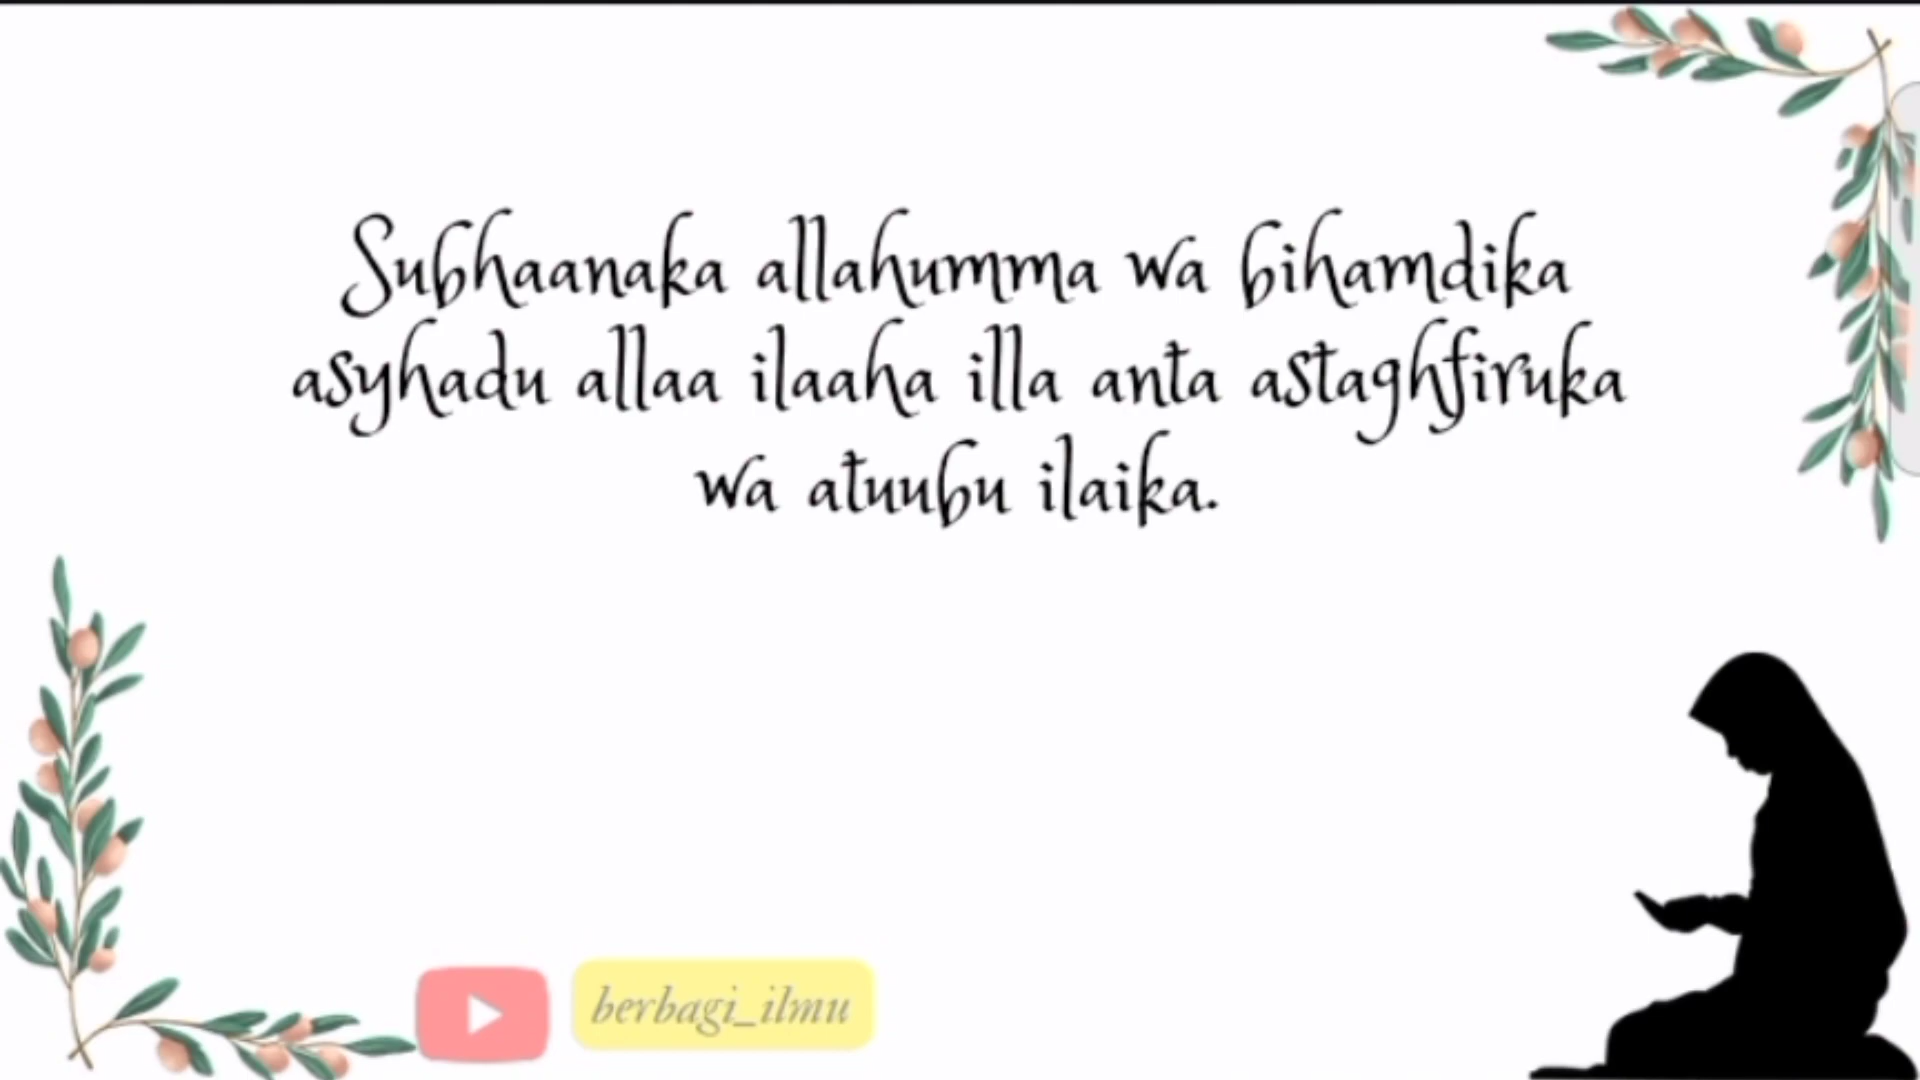 Subhaanaka allahumma wa bihamdika
asyhadu allaa ilaaha illa anta astaghfiruka
wa atuubu ilaika.
berbagi_ilmu